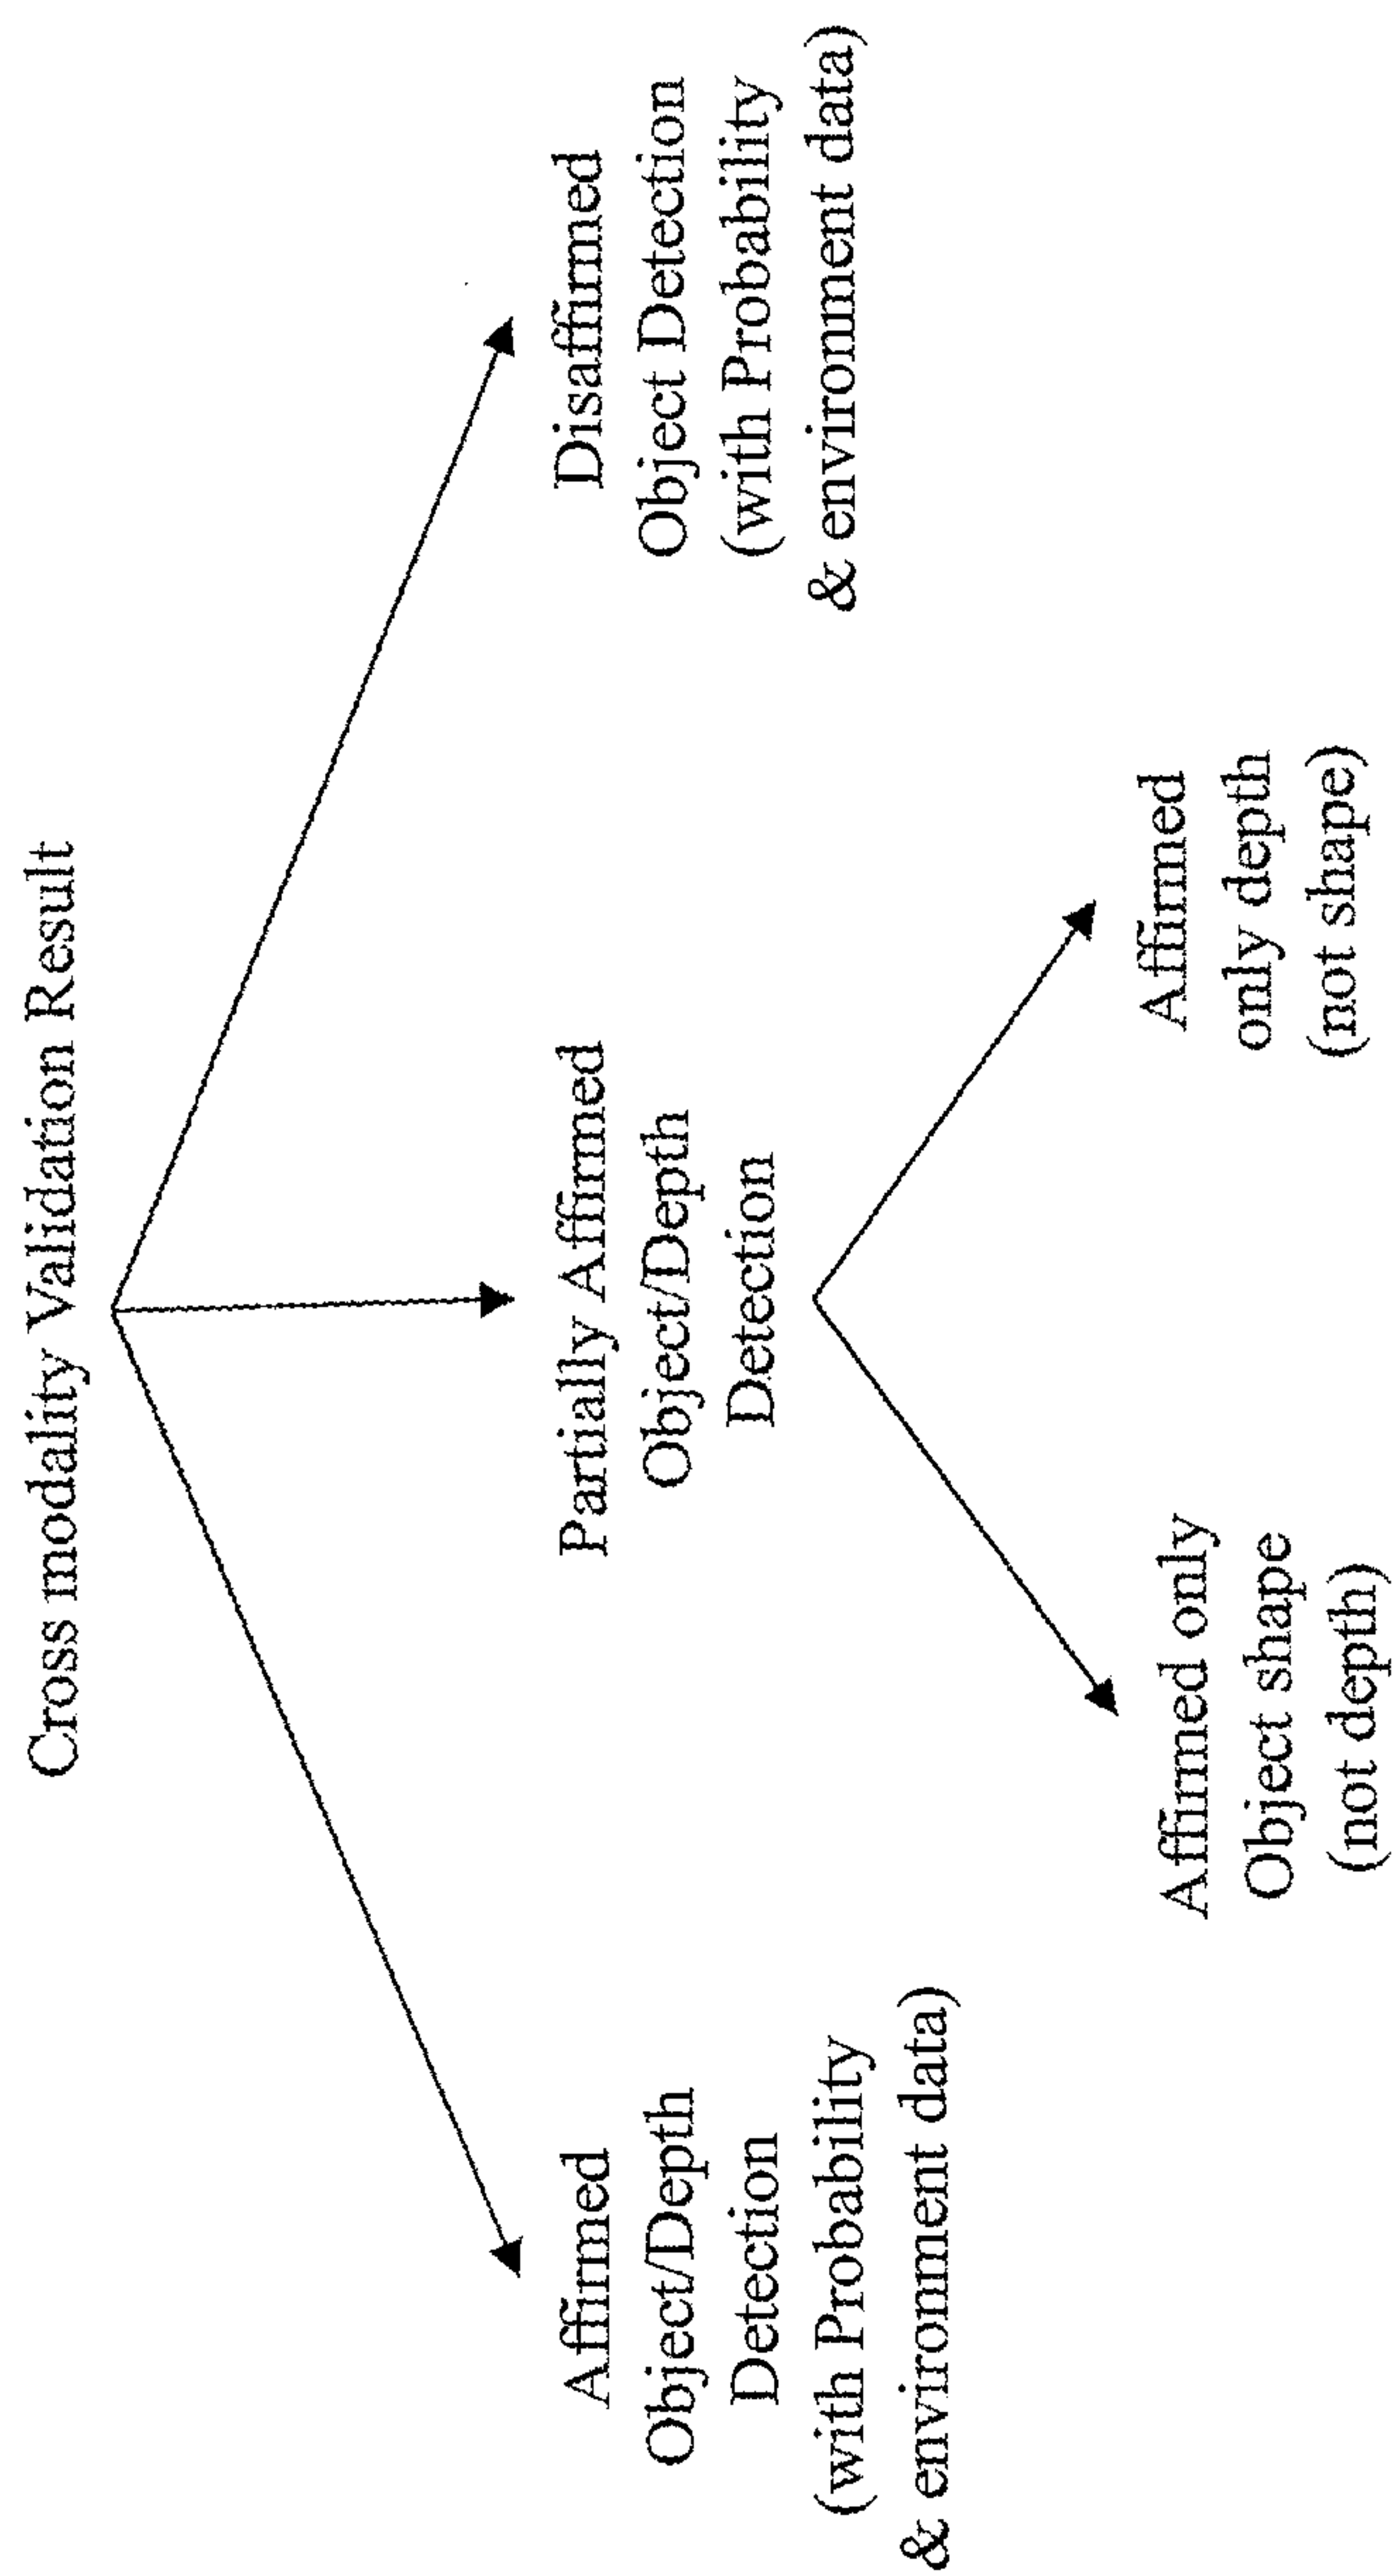 Cross modality Validation Result
Affirmed
Object/Depth
Detection
(with Probability
& environment data)
Partially Affirmed
Object/Depth
Detection
Disaffirmed
Object Detection
(with Probability
& environment data)
Affirmed only
Object shape
(not depth)
Affirmed
only depth
(not shape)